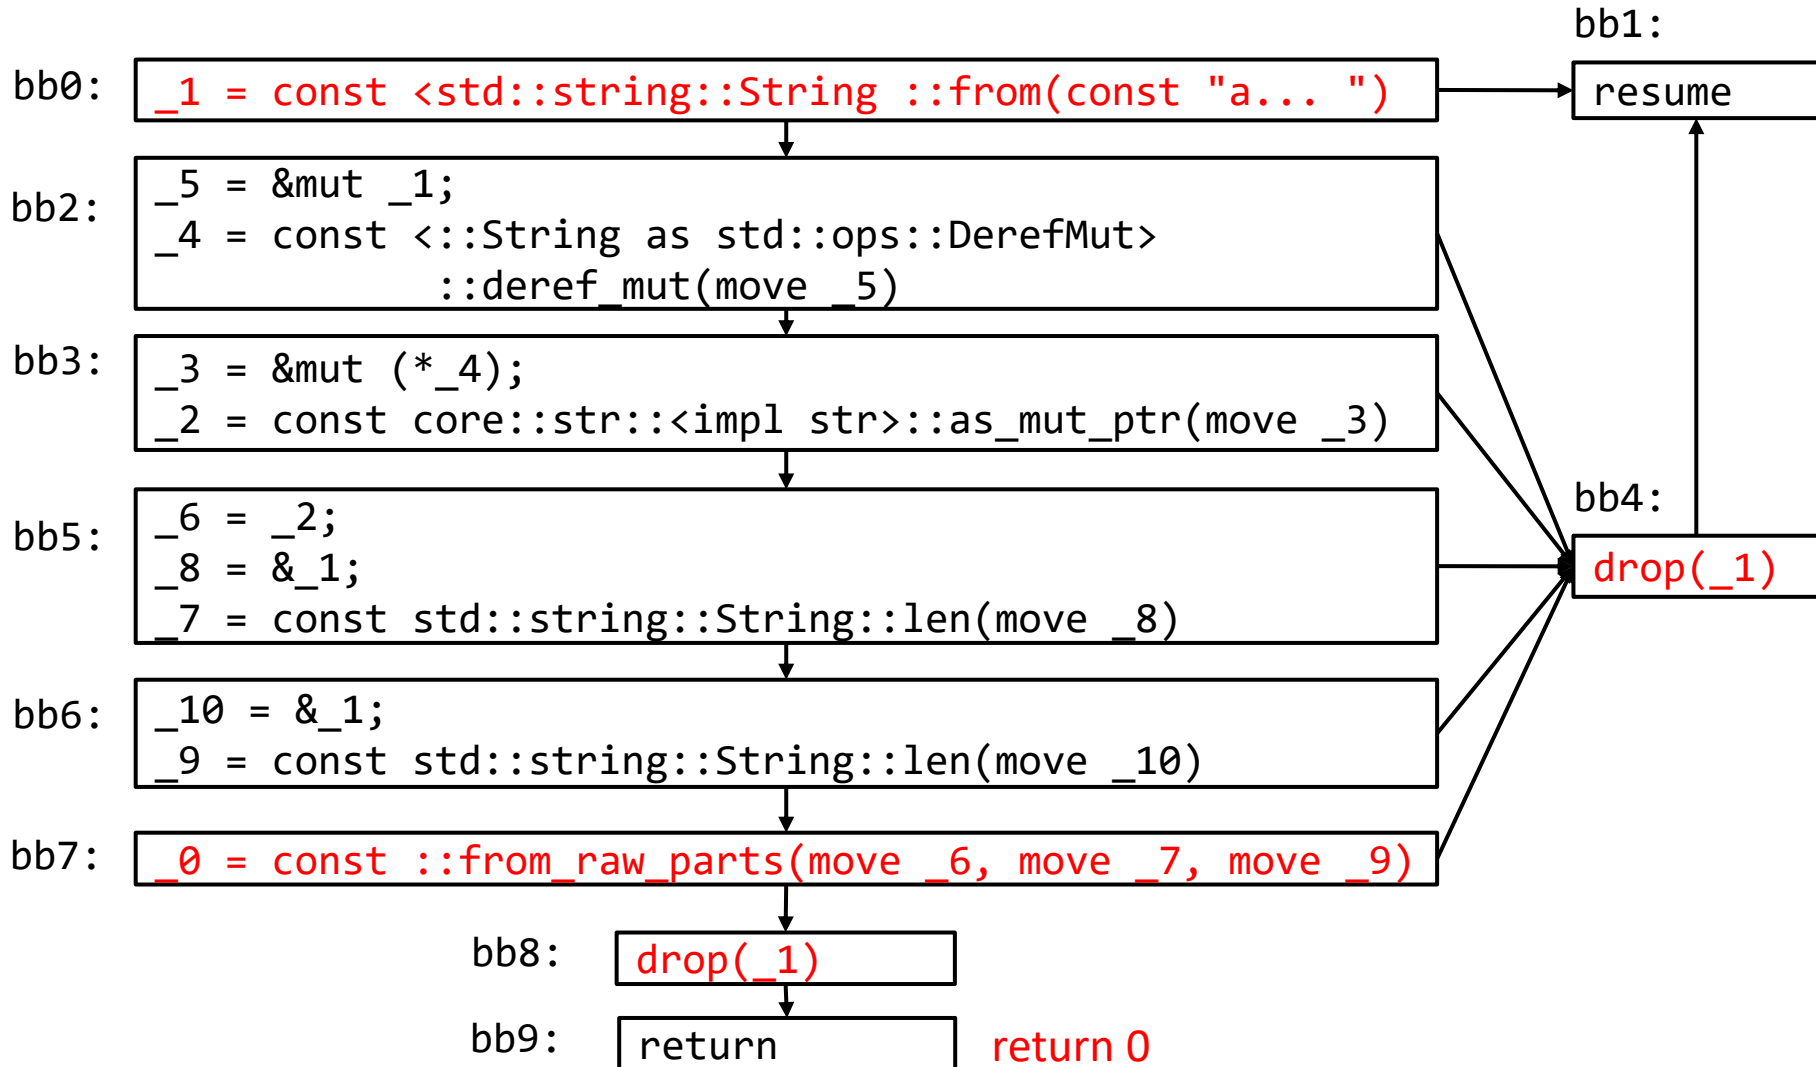 bb1:
bb0:
_1 = const <std::string::String ::from(const "a... ")
resume
bb2:
_5 = &mut _1;
_4 = const <::String as std::ops::DerefMut>
::deref_mut(move _5)
bb3:
_3 = &mut (*_4);
_2 = const core::str::<impl str>::as_mut_ptr(move _3)
bb4:
drop(_1)
bb5:
_6 = _2;
_8 = &_1;
_7 = const std::string::String::len(move _8)
bb6:
_10 = &_1;
_9 = const std::string::String::len(move _10)
bb7:
_0 = const ::from_raw_parts(move _6, move _7, move _9)
bb8:
drop(_1)
bb9:
return
return 0